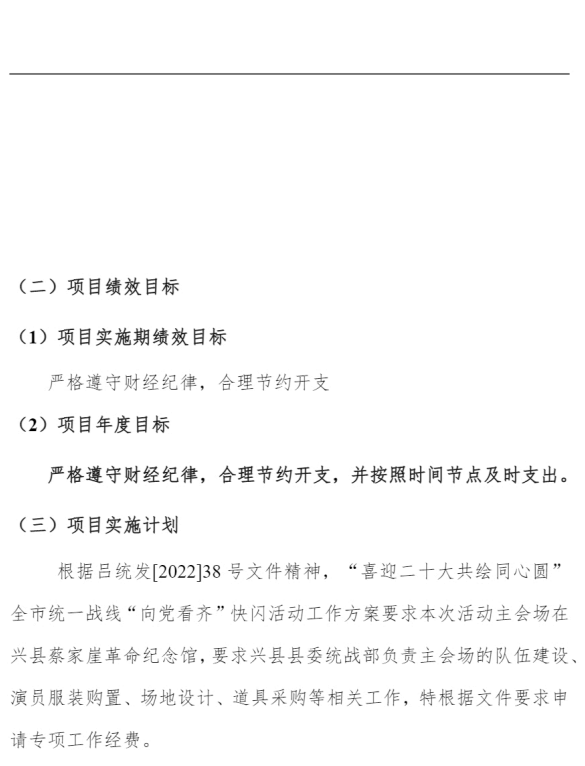 （二）项目绩效目标
（1）项目实施期绩效目标
严格遵守财经纪律，合理节约开支
（2）项目年度目标
严格遵守财经纪律，合理节约开支，并按照时间节点及时支出。
（三）项目实施计划
根据吕统发[2022]38 号文件精神，“喜迎二十大共绘同心圆”
全市统一战线“向党看齐”快闪活动工作方案要求本次活动主会场在
兴县蔡家崖革命纪念馆，要求兴县县委统战部负责主会场的队伍建设、
演员服装购置、场地设计、道具采购等相关工作，特根据文件要求申
请专项工作经费。